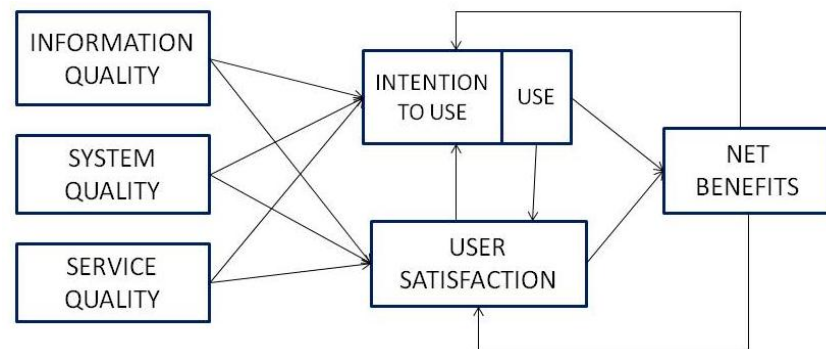 INFORMATION
QUALITY
SYSTEM
QUALITY
SERVICE
QUALITY
INTENTION
TO USE
USE
USER
SATISFACTION
NET
BENEFITS